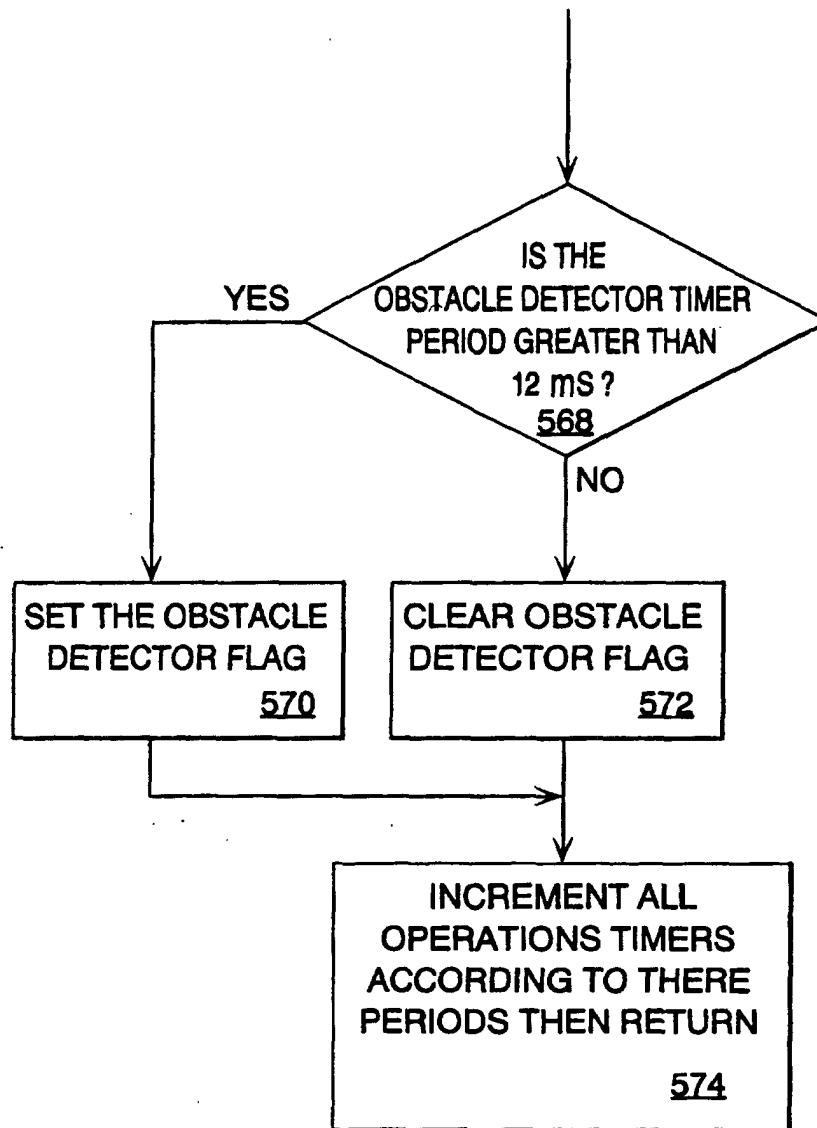 IS THE
OBSTACLE DETECTOR TIMER
PERIOD GREATER THAN
12 mS ?
568
YES
NO
SET THE OBSTACLE
DETECTOR FLAG
570
CLEAR OBSTACLE
DETECTOR FLAG
572
INCREMENT ALL
OPERATIONS TIMERS
ACCORDING TO THERE
PERIODS THEN RETURN
574